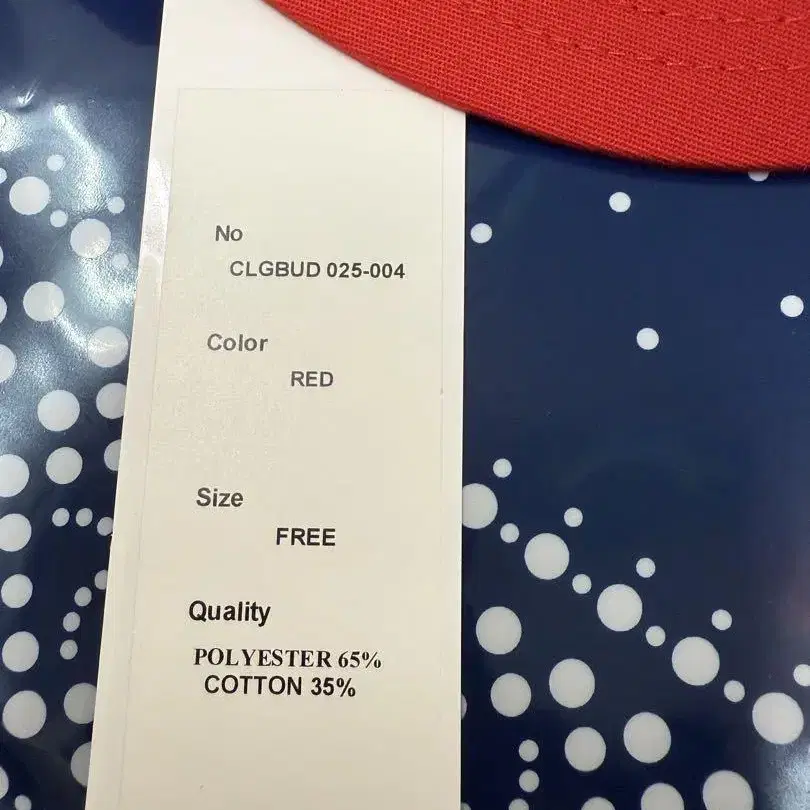 No
CLGBUD 025-004
Color
RED
Size
FREE
Quality
POLYESTER 65%
COTTON 35%